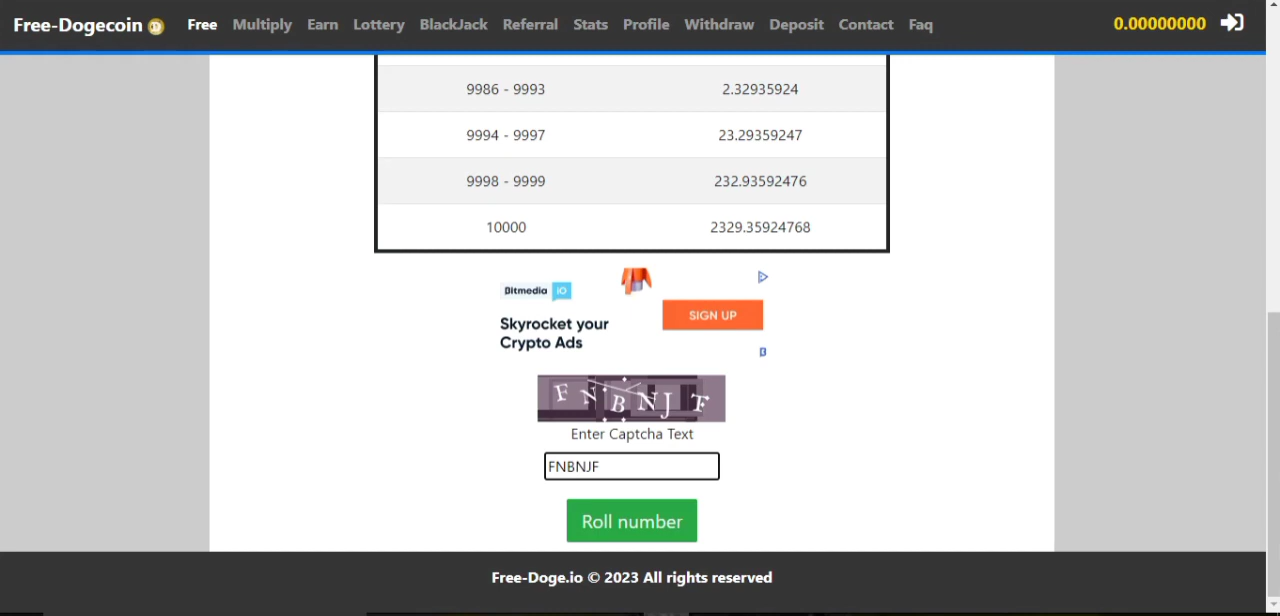 Free-Dogecoin Free Multiply Earn Lottery BlackJack Referral Stats Profile Withdraw Deposit Contact Faq 0.00000000
9986 - 9993 2.32935924
9994 - 9997 23.29359247
9998 - 9999 232.93592476
10000 2329.35924768
Bitmedia IO
Skyrocket your
Crypto Ads
SIGN UP
F N B N J F
Enter Captcha Text
FNBNJF
Roll number
Free-Doge.io © 2023 All rights reserved